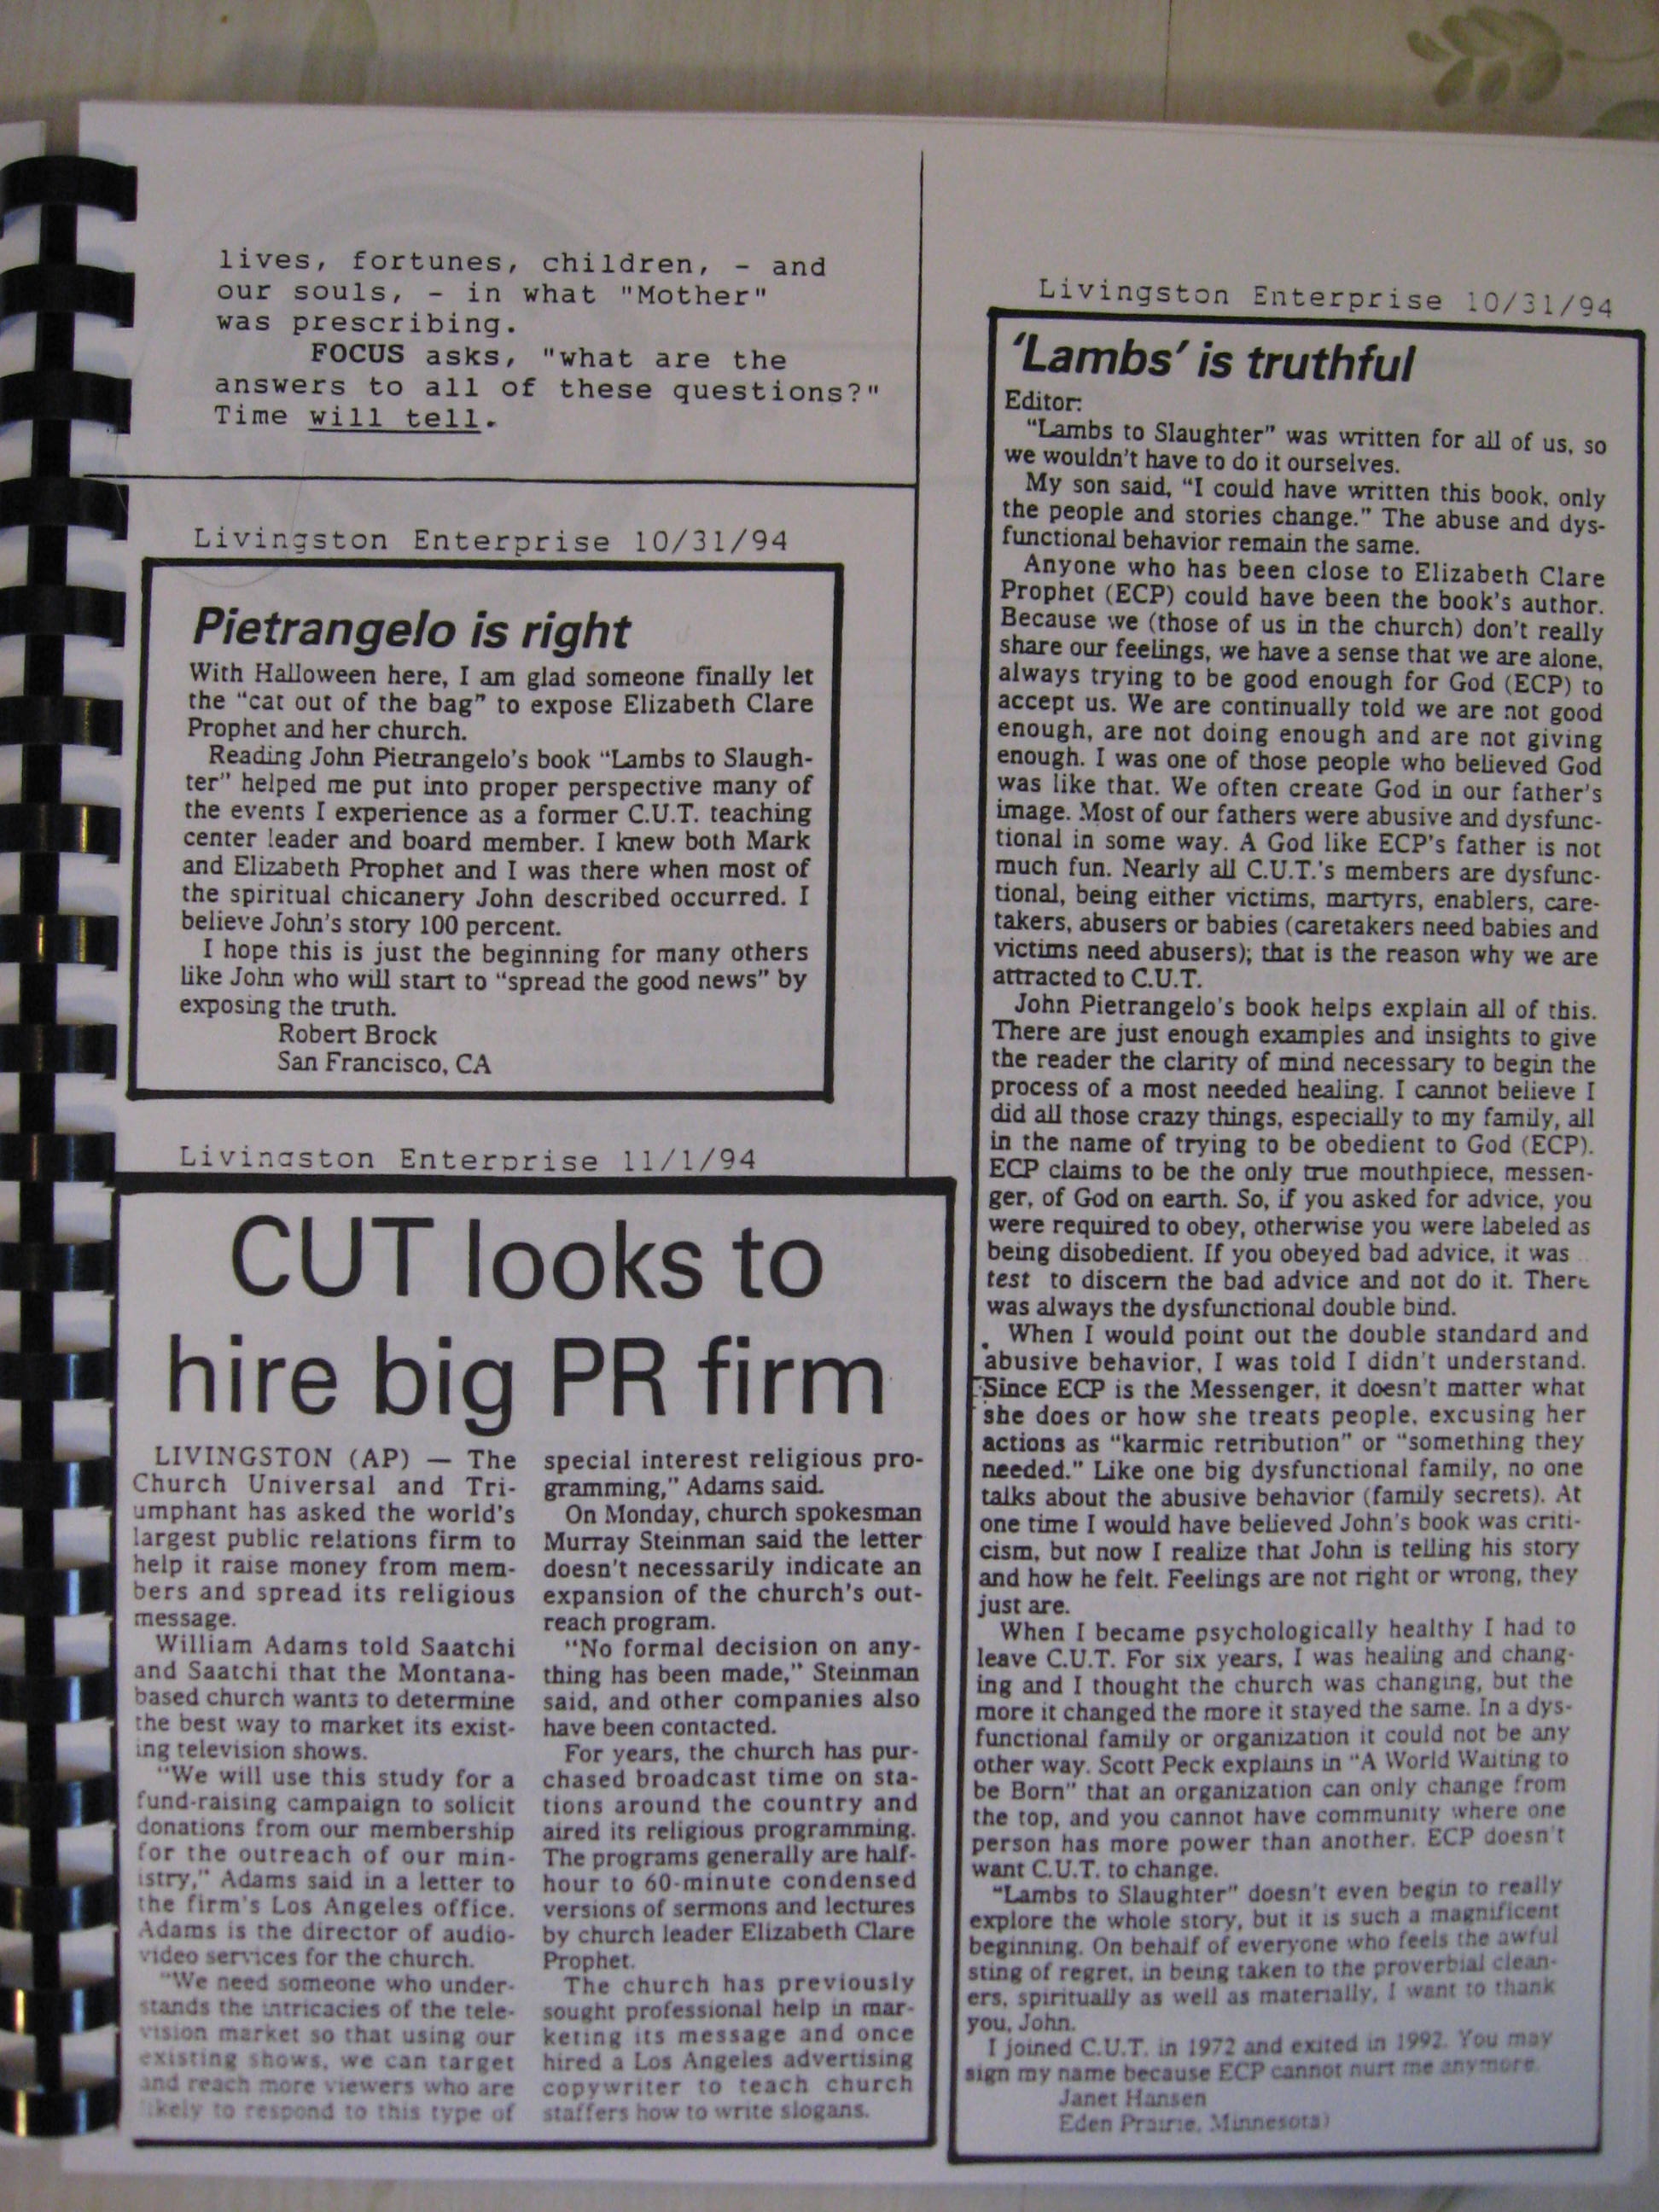 lives, fortunes, children, - and
our souls, - in what "Mother"
was prescribing.
FOCUS asks, "what are the
answers to all of these questions?"
Time will tell.
Livingston Enterprise 10/31/94
Pietrangelo is right
With Halloween here, I am glad someone finally let
the “cat out of the bag” to expose Elizabeth Clare
Prophet and her church.
Reading John Pietrangelo's book “Lambs to Slaugh-
ter” helped me put into proper perspective many of
the events I experience as a former C.U.T. teaching
center leader and board member. I knew both Mark
and Elizabeth Prophet and I was there when most of
the spiritual chicanery John described occurred. I
believe John's story 100 percent.
I hope this is just the beginning for many others
like John who will start to “spread the good news” by
exposing the truth.
Robert Brock
San Francisco, CA
Livingston Enterprise 11/1/94
CUT looks to
hire big PR firm
LIVINGSTON (AP) — The
Church Universal and Tri-
umphant has asked the world's
largest public relations firm to
help it raise money from mem-
bers and spread its religious
message.
William Adams told Saatchi
and Saatchi that the Montana-
based church wants to determine
the best way to market its exist-
ing television shows.
“We will use this study for a
fund-raising campaign to solicit
donations from our membership
for the outreach of our min-
istry,” Adams said in a letter to
the firm's Los Angeles office.
Adams is the director of audio-
video services for the church.
“We need someone who under-
stands the intricacies of the tele-
vision market so that using our
existing shows, we can target
and reach more viewers who are
likely to respond to this type of
special interest religious pro-
gramming,” Adams said.
On Monday, church spokesman
Murray Steinman said the letter
doesn't necessarily indicate an
expansion of the church's out-
reach program.
“No formal decision on any-
thing has been made,” Steinman
said, and other companies also
have been contacted.
For years, the church has pur-
chased broadcast time on sta-
tions around the country and
aired its religious programming.
The programs generally are half-
hour to 60-minute condensed
versions of sermons and lectures
by church leader Elizabeth Clare
Prophet.
The church has previously
sought professional help in mar-
keting its message and once
hired a Los Angeles advertising
copywriter to teach church
staffers how to write slogans.
Livingston Enterprise 10/31/94
‘Lambs’ is truthful
Editor:
“Lambs to Slaughter” was written for all of us, so
we wouldn't have to do it ourselves.
My son said, “I could have written this book, only
the people and stories change.” The abuse and dys-
functional behavior remain the same.
Anyone who has been close to Elizabeth Clare
Prophet (ECP) could have been the book's author.
Because we (those of us in the church) don't really
share our feelings, we have a sense that we are alone,
always trying to be good enough for God (ECP) to
accept us. We are continually told we are not good
enough, are not doing enough and are not giving
enough. I was one of those people who believed God
was like that. We often create God in our father's
image. Most of our fathers were abusive and dysfunc-
tional in some way. A God like ECP's father is not
much fun. Nearly all C.U.T.'s members are dysfunc-
tional, being either victims, martyrs, enablers, care-
takers, abusers or babies (caretakers need babies and
victims need abusers); that is the reason why we are
attracted to C.U.T.
John Pietrangelo's book helps explain all of this.
There are just enough examples and insights to give
the reader the clarity of mind necessary to begin the
process of a most needed healing. I cannot believe I
did all those crazy things, especially to my family, all
in the name of trying to be obedient to God (ECP).
ECP claims to be the only true mouthpiece, messen-
ger, of God on earth. So, if you asked for advice, you
were required to obey, otherwise you were labeled as
being disobedient. If you obeyed bad advice, it was
test to discern the bad advice and not do it. There
was always the dysfunctional double bind.
When I would point out the double standard and
abusive behavior, I was told I didn't understand.
Since ECP is the Messenger, it doesn't matter what
she does or how she treats people, excusing her
actions as “karmic retribution” or “something they
needed.” Like one big dysfunctional family, no one
talks about the abusive behavior (family secrets). At
one time I would have believed John's book was criti-
cism, but now I realize that John is telling his story
and how he felt. Feelings are not right or wrong, they
just are.
When I became psychologically healthy I had to
leave C.U.T. For six years, I was healing and chang-
ing and I thought the church was changing, but the
more it changed the more it stayed the same. In a dys-
functional family or organization it could not be any
other way. Scott Peck explains in “A World Waiting to
be Born” that an organization can only change from
the top, and you cannot have community where one
person has more power than another. ECP doesn't
want C.U.T. to change.
“Lambs to Slaughter” doesn't even begin to really
explore the whole story, but it is such a magnificent
beginning. On behalf of everyone who feels the awful
sting of regret, in being taken to the proverbial clean-
ers, spiritually as well as materially, I want to thank
you, John.
I joined C.U.T. in 1972 and exited in 1992. You may
sign my name because ECP cannot hurt me anymore.
Janet Hansen
Eden Prairie, Minnesota)